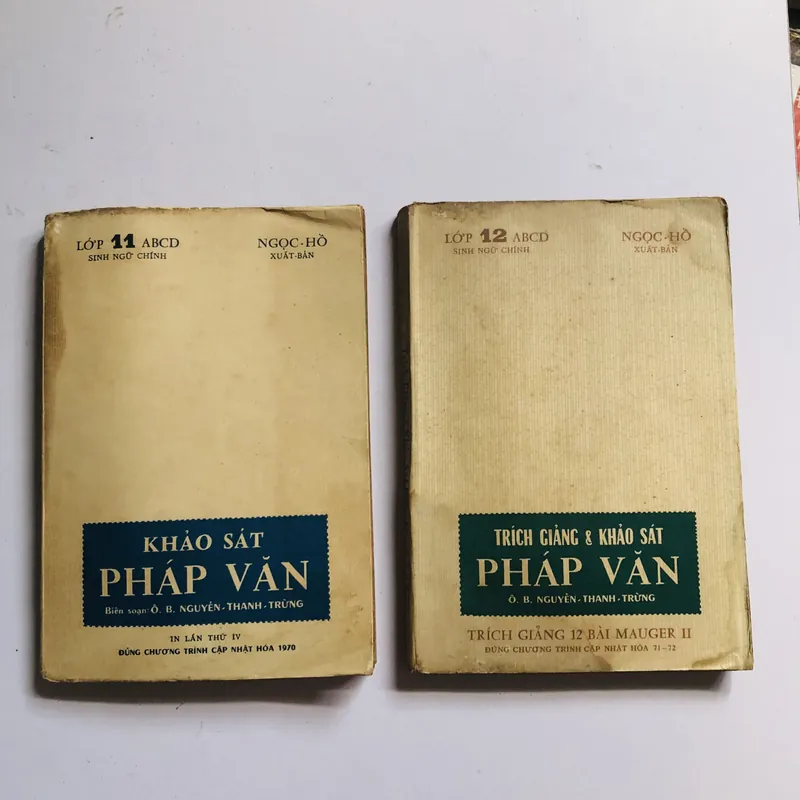 LỚP 11 ABCD
SINH NGỮ CHÍNH
NGỌC-HỒ
XUẤT-BẢN
KHẢO SÁT
PHÁP VĂN
Biên soạn: Ô. B. NGUYỄN-THANH-TRỪNG
IN LẦN THỨ IV
ĐÚNG CHƯƠNG TRÌNH CẬP NHẬT HÓA 1970
LỚP 12 ABCD
SINH NGỮ CHÍNH
NGỌC-HỒ
XUẤT-BẢN
TRÍCH GIẢNG & KHẢO SÁT
PHÁP VĂN
Ô. B. NGUYỄN-THANH-TRỪNG
TRÍCH GIẢNG 12 BÀI MAUGER II
ĐÚNG CHƯƠNG TRÌNH CẬP NHẬT HÓA 71-72